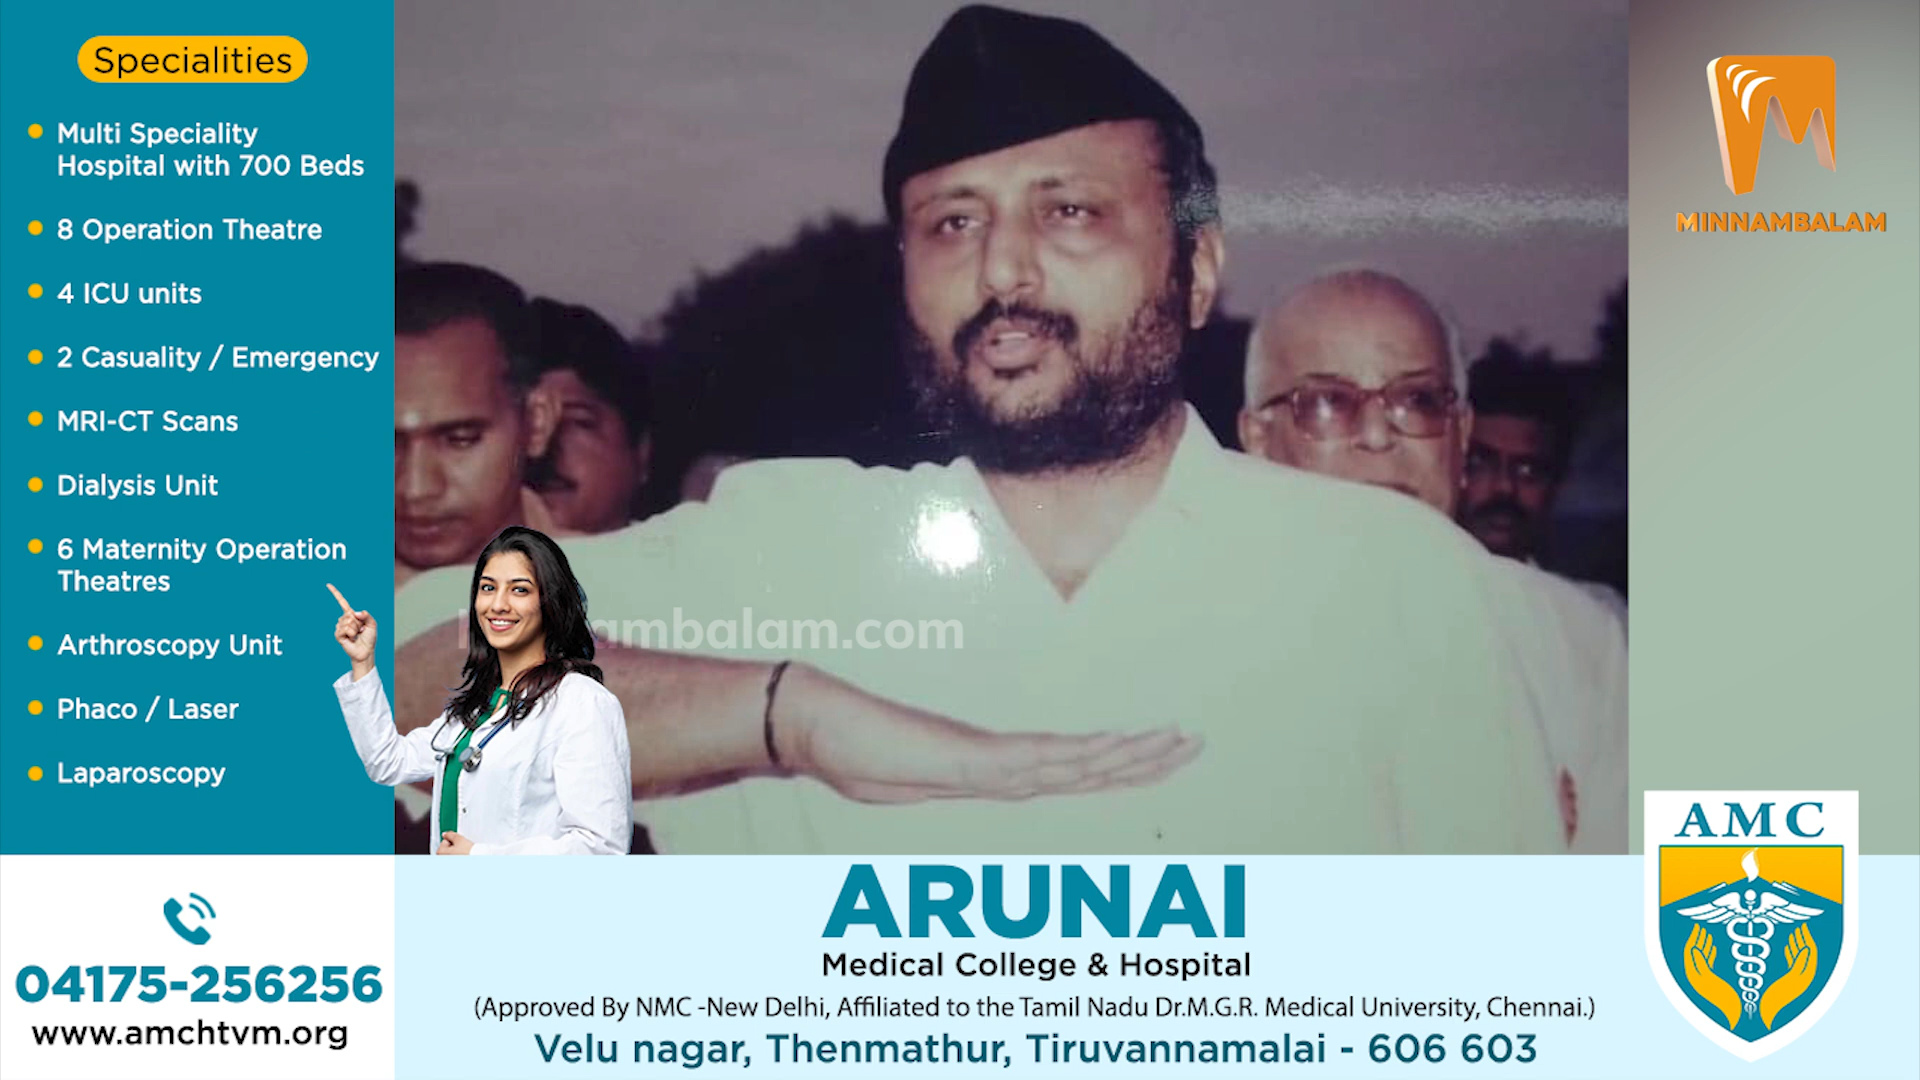 Specialities
Multi Speciality
Hospital with 700 Beds
8 Operation Theatre
4 ICU units
2 Casuality / Emergency
MRI-CT Scans
Dialysis Unit
6 Maternity Operation
Theatres
Arthroscopy Unit
Phaco / Laser
Laparoscopy
04175-256256
www.amchtvm.org
ambalam.com
MINNAMBALAM
ARUNAI
Medical College & Hospital
(Approved By NMC -New Delhi, Affiliated to the Tamil Nadu Dr.M.G.R. Medical University, Chennai.)
Velu nagar, Thenmathur, Tiruvannamalai - 606 603
AMC